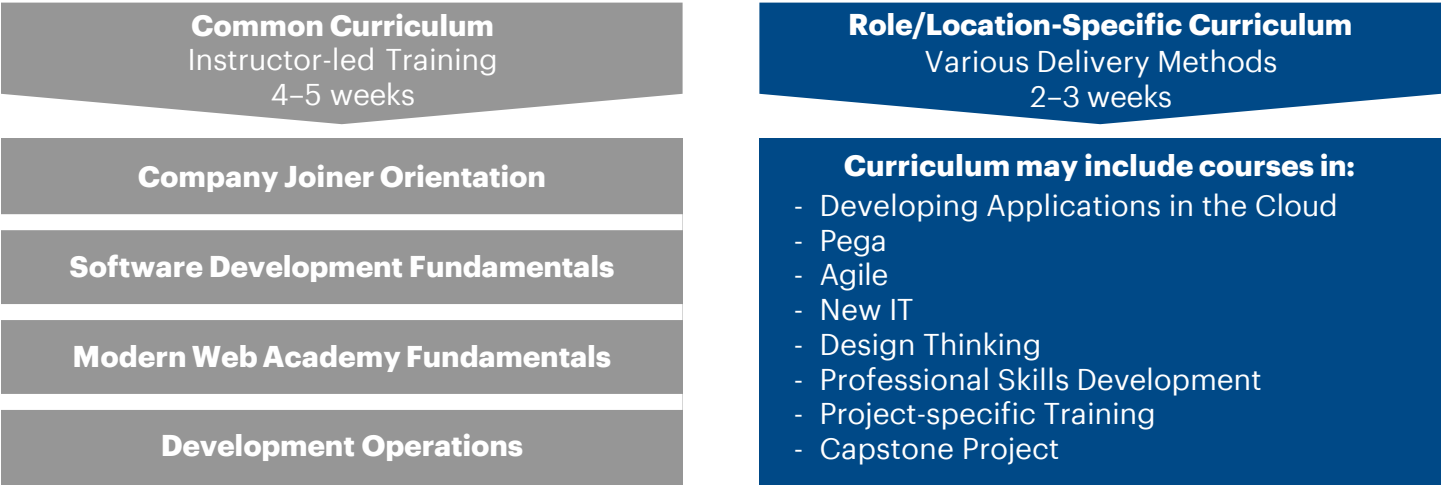 Common Curriculum
Instructor-led Training
4–5 weeks
Company Joiner Orientation
Software Development Fundamentals
Modern Web Academy Fundamentals
Development Operations
Role/Location-Specific Curriculum
Various Delivery Methods
2–3 weeks
Curriculum may include courses in:
- Developing Applications in the Cloud
- Pega
- Agile
- New IT
- Design Thinking
- Professional Skills Development
- Project-specific Training
- Capstone Project